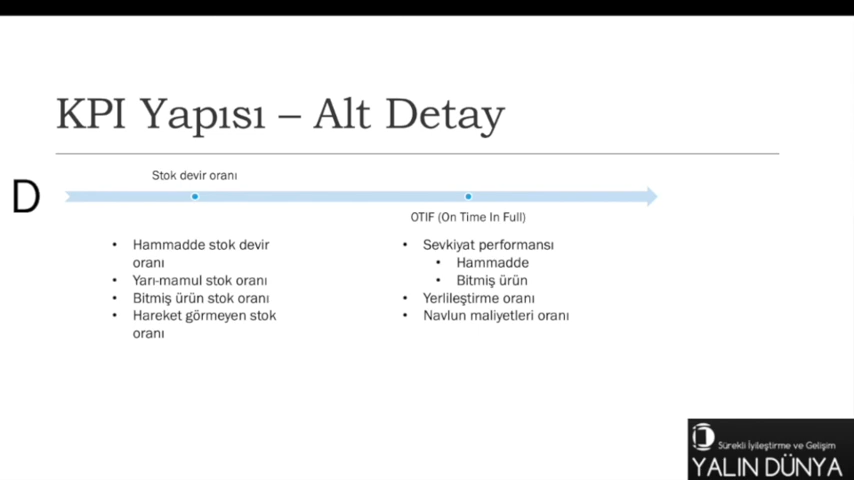 KPI Yapısı – Alt Detay
Stok devir oranı
D
OTIF (On Time In Full)
• Hammadde stok devir
oranı
• Yarı-mamul stok oranı
• Bitmiş ürün stok oranı
• Hareket görmeyen stok
oranı
• Sevkiyat performansı
• Hammadde
• Bitmiş ürün
• Yerlileştirme oranı
• Navlun maliyetleri oranı
Sürekli İyileştirme ve Gelişim
YALIN DÜNYA